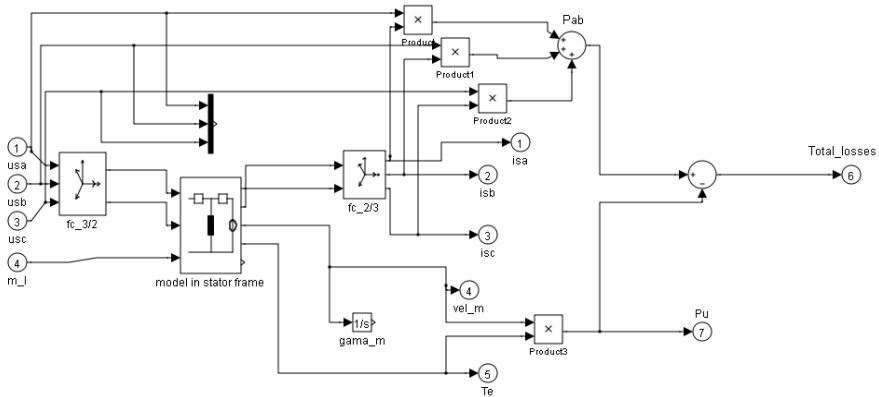 Pab
Product
Product1
Product2
1
usa
2
usb
3
usc
4
m_l
fc_3/2
model in stator frame
fc_2/3
1
isa
2
isb
3
isc
4
vel_m
1/s
gama_m
Product3
5
Te
Total_losses
6
Pu
7